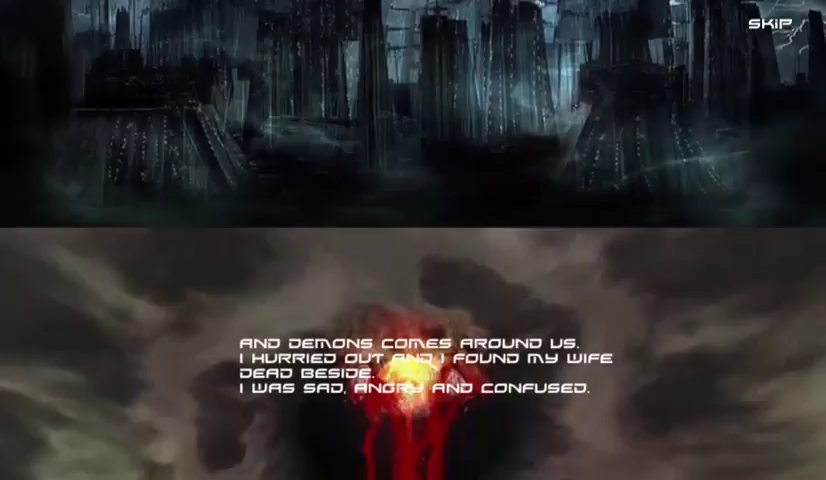 SKIP
AND DEMONS COMES AROUND US.
I HURRIED OUT AND I FOUND MY WIFE
DEAD BESIDE.
I WAS SAD, ANGRY AND CONFUSED.